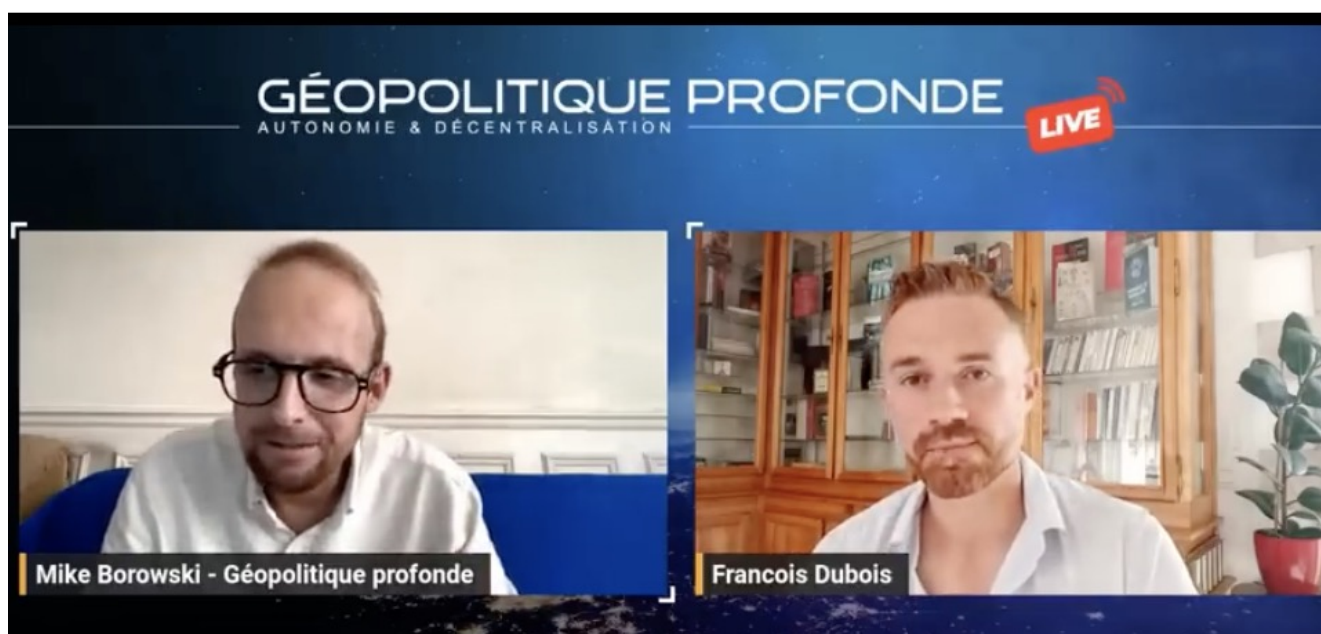 GÉOPOLITIQUE PROFONDE
AUTONOMIE & DÉCENTRALISATION
LIVE
Mike Borowski - Géopolitique profonde
Francois Dubois